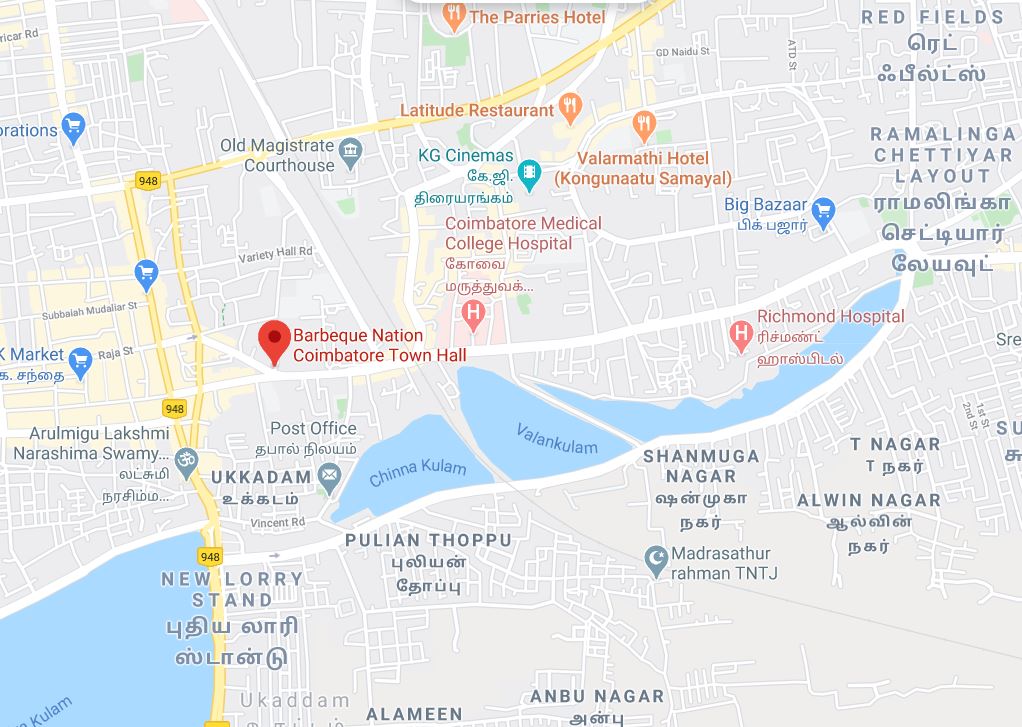 The Parries Hotel
RED FIELDS
ரெட்
ஃபீல்ட்ஸ்
GD Naidu St
ATD St
Latitude Restaurant
orations
Old Magistrate
Courthouse
KG Cinemas
கே.ஜி.
திரையரங்கம்
Valarmathi Hotel
(Kongunaatu Samayal)
RAMALINGA
CHETTIYAR
LAYOUT
ராமலிங்கா
செட்டியார்
லேயவுட்
948
Big Bazaar
பிக் பஜார்
Coimbatore Medical
College Hospital
கோவை
மருத்துவக்...
Variety Hall Rd
Subbaiah Mudaliar St
Richmond Hospital
ரிச்மண்ட்
ஹாஸ்பிடல்
Barbeque Nation
Coimbatore Town Hall
K Market
க. சந்தை
Raja St
Sre
948
1st St
2nd St
Arulmigu Lakshmi
Narashima Swamy...
லட்சுமி
நரசிம்ம...
Post Office
தபால் நிலையம்
Valankulam
Chinna Kulam
UKKADAM
உக்கடம்
SHANMUGA
NAGAR
ஷன்முகா
நகர்
T NAGAR
T நகர்
SU
ALWIN NAGAR
ஆல்வின்
நகர்
Vincent Rd
PULIAN THOPPU
புலியன்
தோப்பு
948
Madrasathur
rahman TNTJ
NEW LORRY
STAND
புதிய லாரி
ஸ்டான்டு
Ukaddam
Kulam
ALAMEEN
ANBU NAGAR
அன்பு